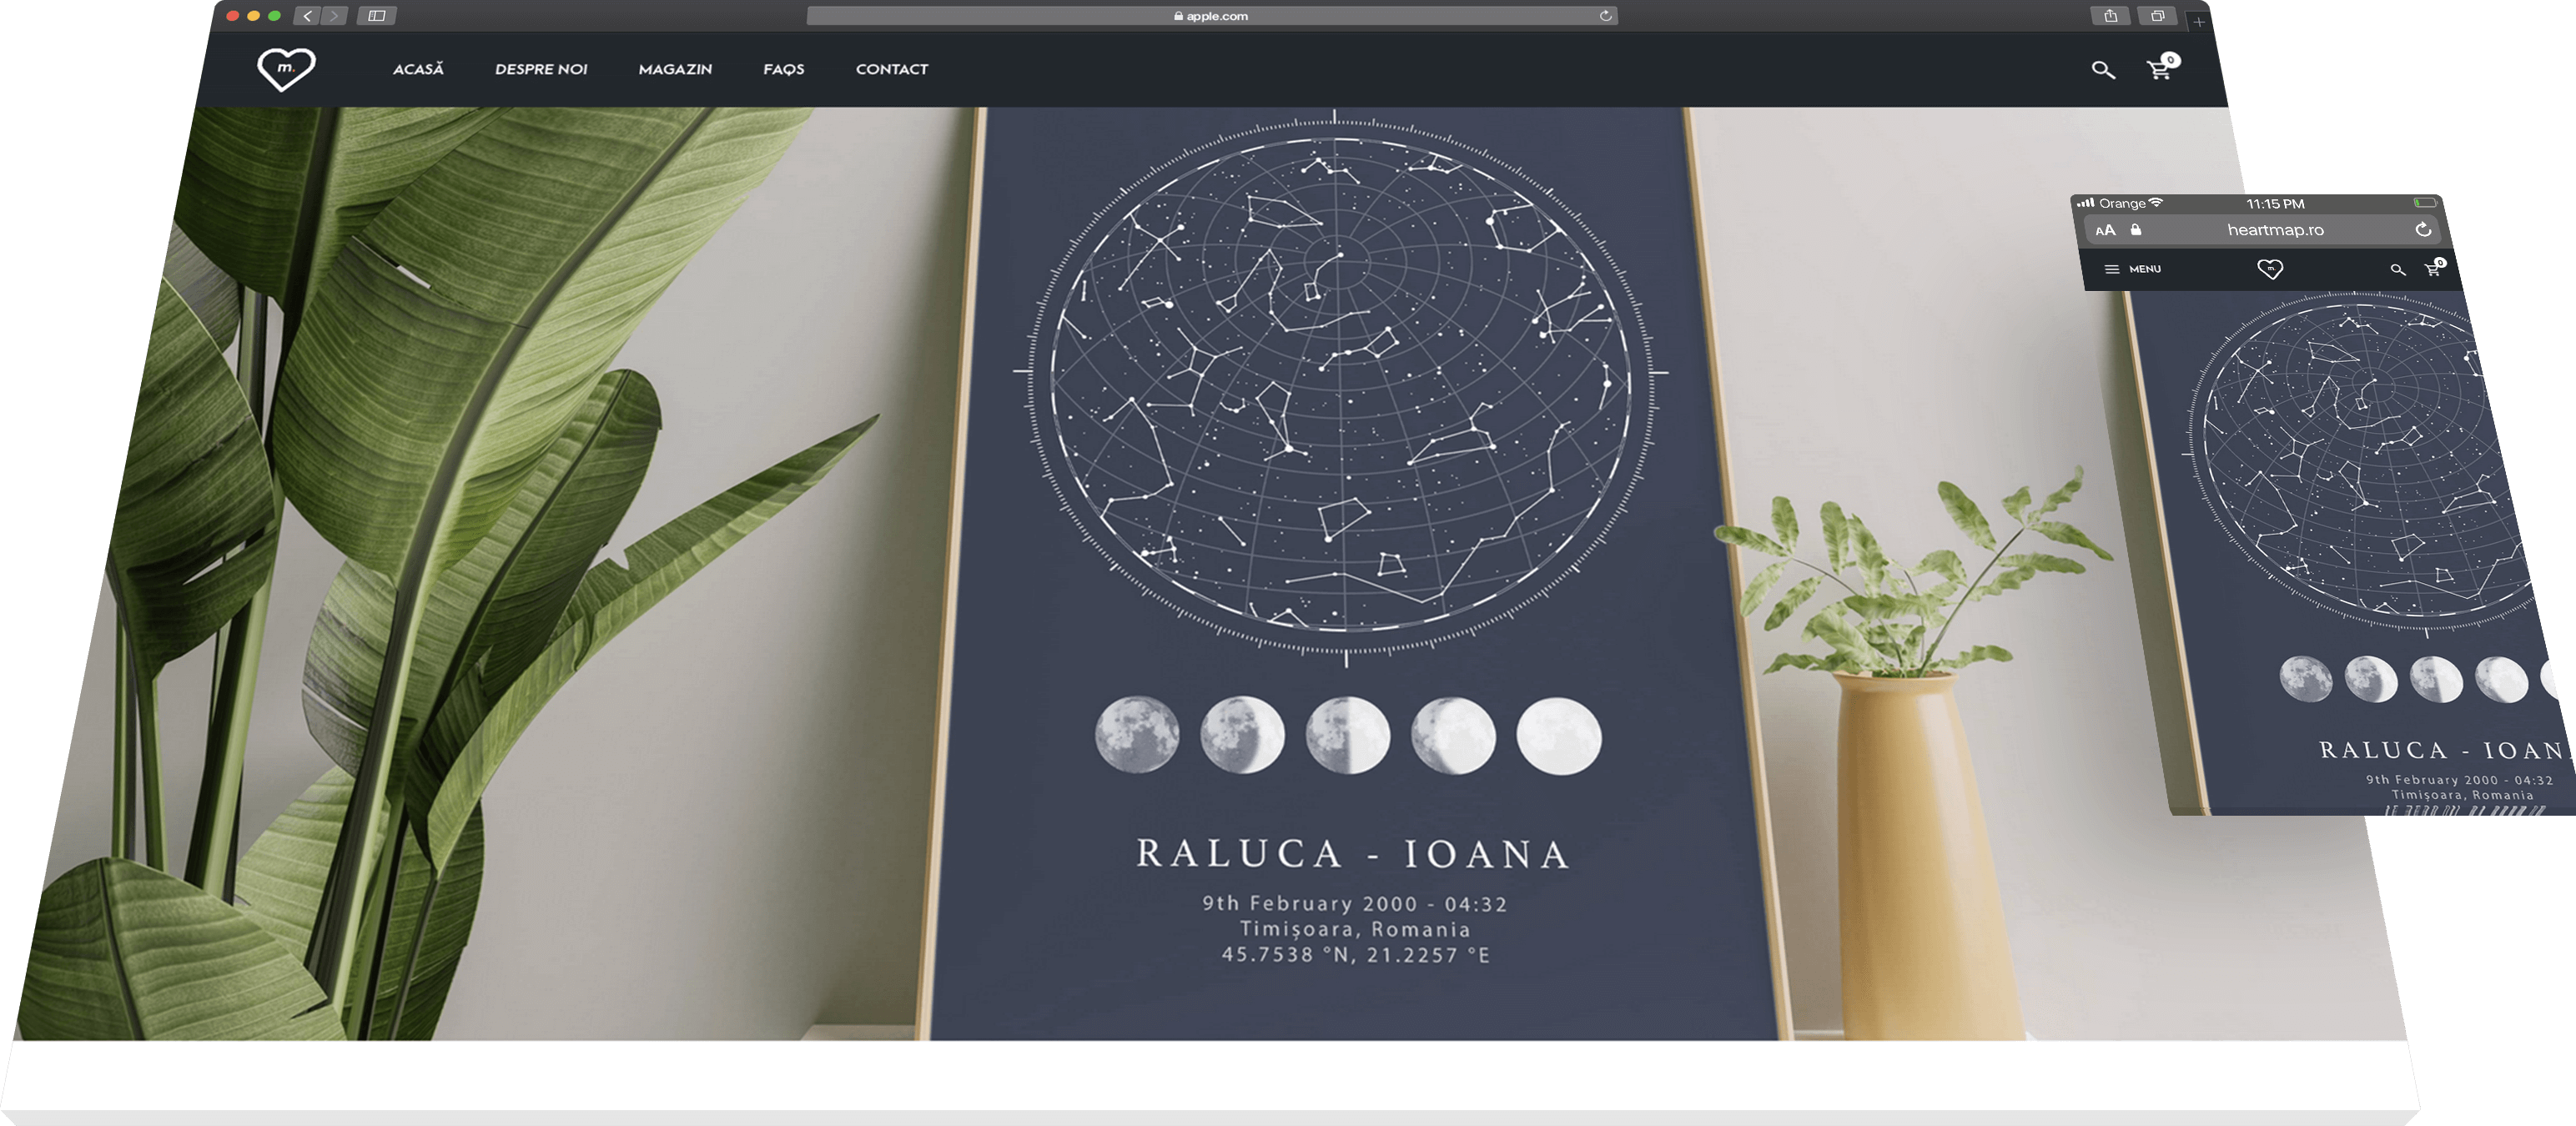 apple.com
m.
ACASĂ DESPRE NOI MAGAZIN FAQS CONTACT
0
RALUCA - IOANA
9th February 2000 - 04:32
Timișoara, Romania
45.7538 °N, 21.2257 °E
Orange 11:15 PM
AA heartmap.ro
MENU m. 0
RALUCA - IOAN
9th February 2000 - 04:32
Timișoara, Romania